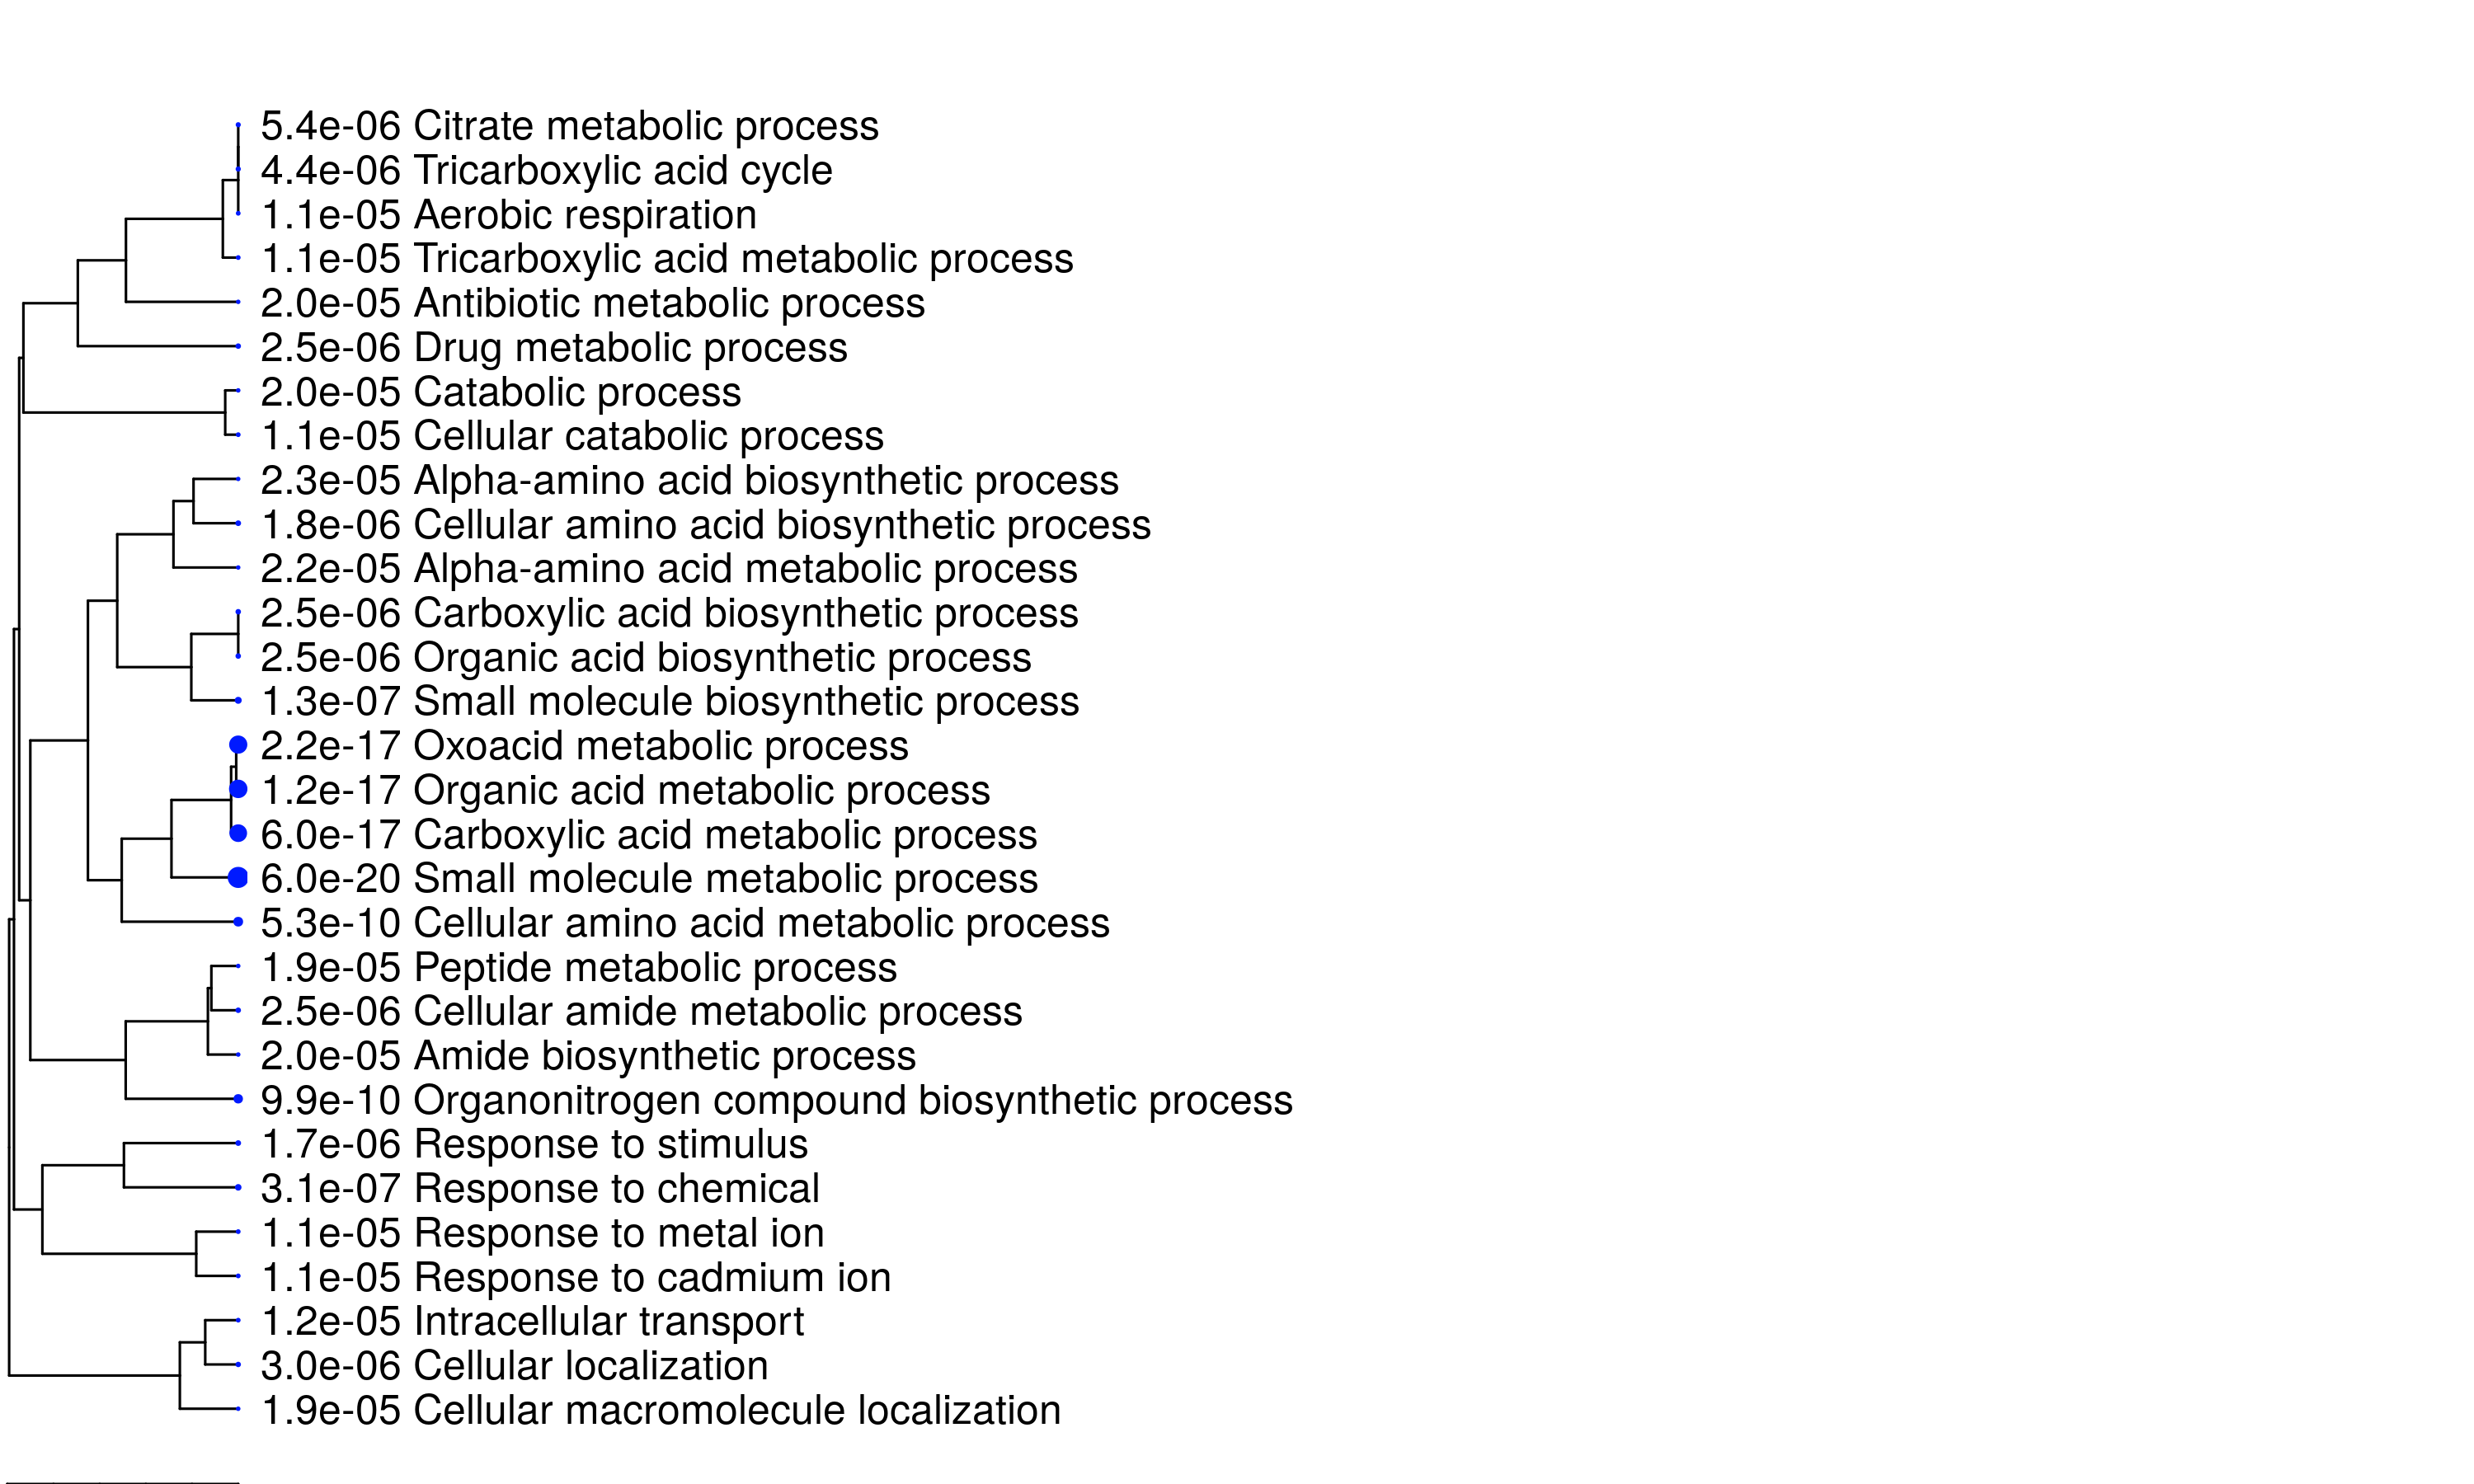 5.4e-06 Citrate metabolic process
4.4e-06 Tricarboxylic acid cycle
1.1e-05 Aerobic respiration
1.1e-05 Tricarboxylic acid metabolic process
2.0e-05 Antibiotic metabolic process
2.5e-06 Drug metabolic process
2.0e-05 Catabolic process
1.1e-05 Cellular catabolic process
2.3e-05 Alpha-amino acid biosynthetic process
1.8e-06 Cellular amino acid biosynthetic process
2.2e-05 Alpha-amino acid metabolic process
2.5e-06 Carboxylic acid biosynthetic process
2.5e-06 Organic acid biosynthetic process
1.3e-07 Small molecule biosynthetic process
2.2e-17 Oxoacid metabolic process
1.2e-17 Organic acid metabolic process
6.0e-17 Carboxylic acid metabolic process
6.0e-20 Small molecule metabolic process
5.3e-10 Cellular amino acid metabolic process
1.9e-05 Peptide metabolic process
2.5e-06 Cellular amide metabolic process
2.0e-05 Amide biosynthetic process
9.9e-10 Organonitrogen compound biosynthetic process
1.7e-06 Response to stimulus
3.1e-07 Response to chemical
1.1e-05 Response to metal ion
1.1e-05 Response to cadmium ion
1.2e-05 Intracellular transport
3.0e-06 Cellular localization
1.9e-05 Cellular macromolecule localization